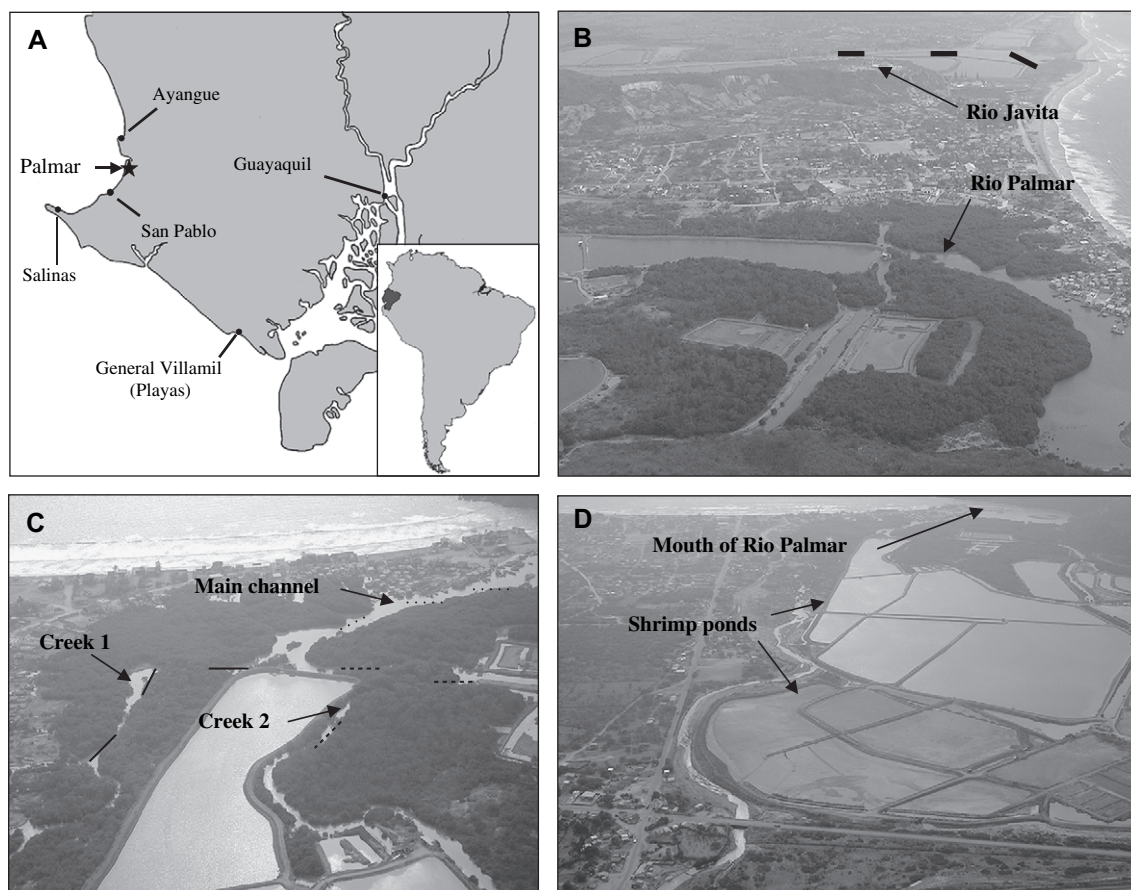 A
Ayangue
Palmar
Guayaquil
San Pablo
Salinas
General Villamil
(Playas)
B
Rio Javita
Rio Palmar
C
Main channel
Creek 1
Creek 2
D
Mouth of Rio Palmar
Shrimp ponds